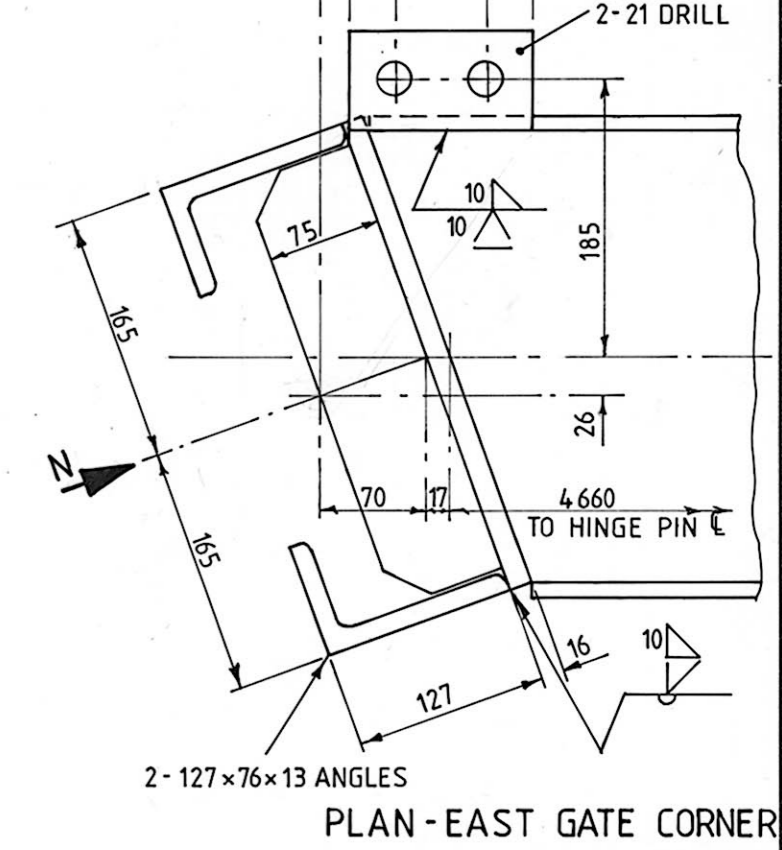 2-21 DRILL
10
10
75
185
165
N
26
70
17
4 660
TO HINGE PIN ℄
165
16
10
127
2-127×76×13 ANGLES
PLAN-EAST GATE CORNER